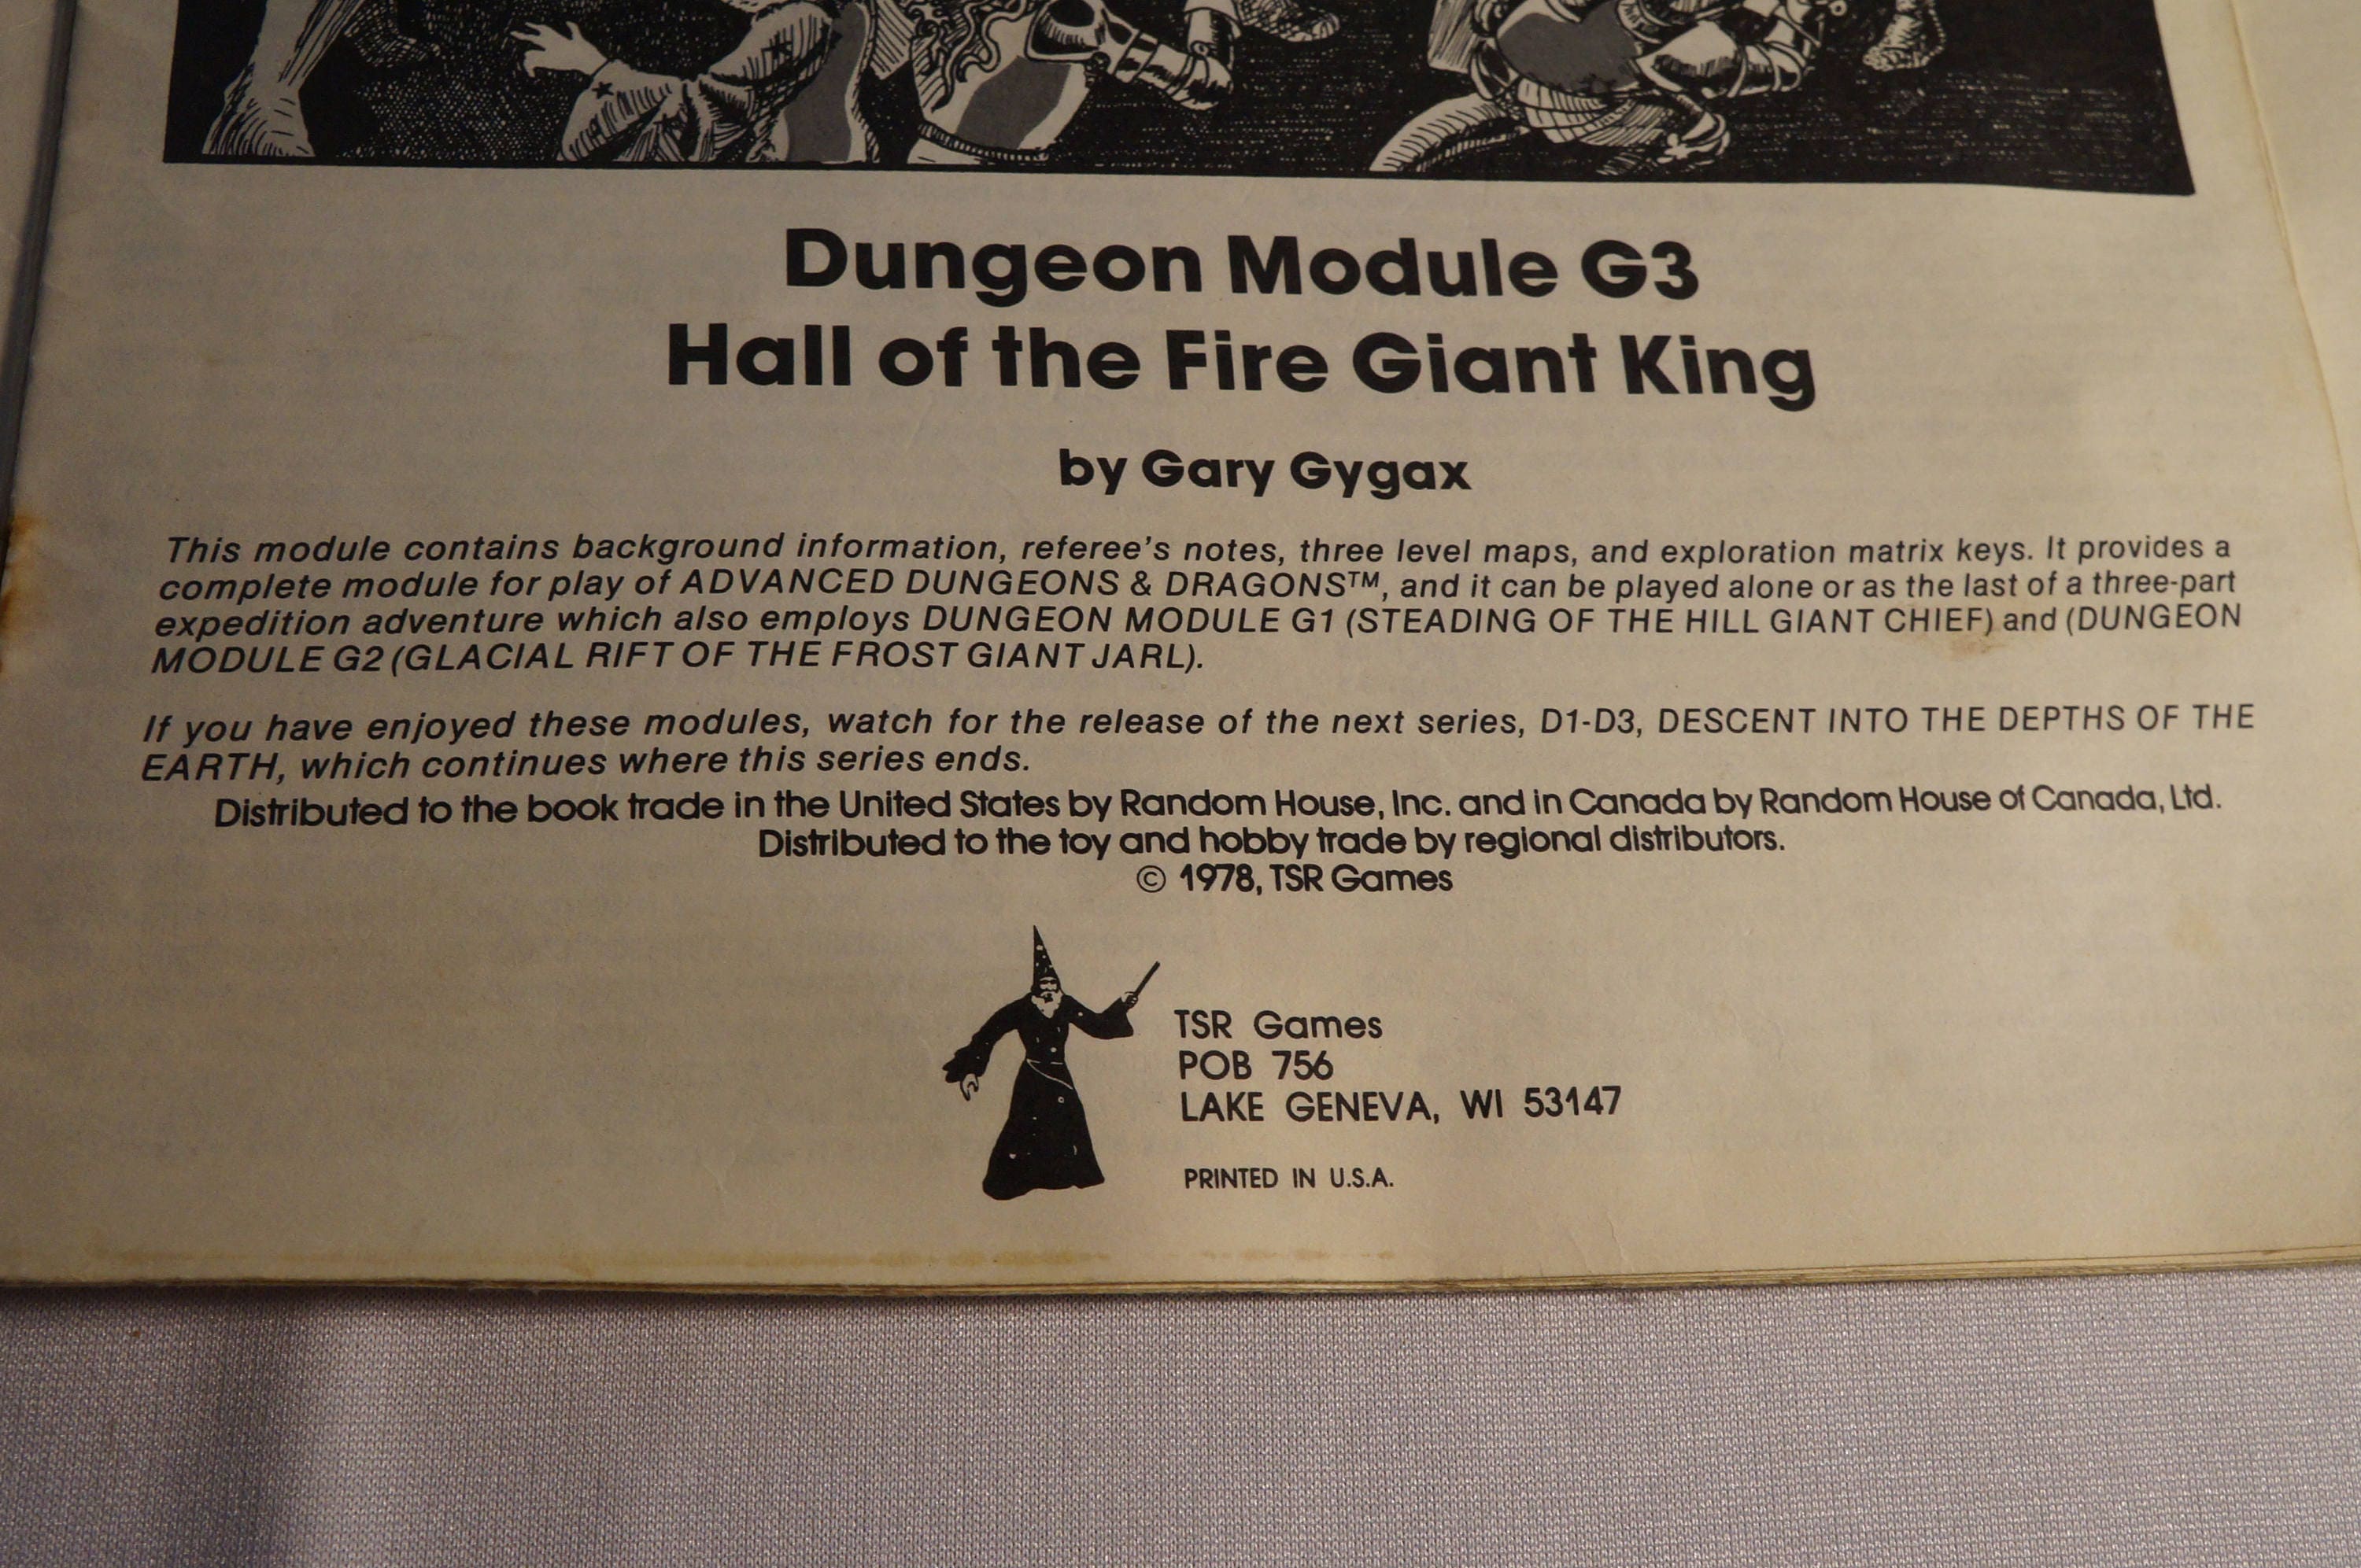 Dungeon Module G3
Hall of the Fire Giant King
by Gary Gygax
This module contains background information, referee's notes, three level maps, and exploration matrix keys. It provides a
complete module for play of ADVANCED DUNGEONS & DRAGONS™, and it can be played alone or as the last of a three-part
expedition adventure which also employs DUNGEON MODULE G1 (STEADING OF THE HILL GIANT CHIEF) and (DUNGEON
MODULE G2 (GLACIAL RIFT OF THE FROST GIANT JARL).
If you have enjoyed these modules, watch for the release of the next series, D1-D3, DESCENT INTO THE DEPTHS OF THE
EARTH, which continues where this series ends.
Distributed to the book trade in the United States by Random House, Inc. and in Canada by Random House of Canada, Ltd.
Distributed to the toy and hobby trade by regional distributors.
© 1978, TSR Games
TSR Games
POB 756
LAKE GENEVA, WI 53147
PRINTED IN U.S.A.